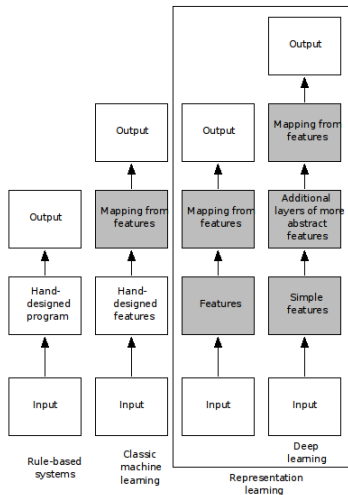 Output
Output
Output
Mapping from
features
Output
Mapping from
features
Mapping from
features
Additional
layers of more
abstract
features
Hand-
designed
program
Hand-
designed
features
Features
Simple
features
Input
Input
Input
Input
Rule-based
systems
Classic
machine
learning
Deep
learning
Representation
learning